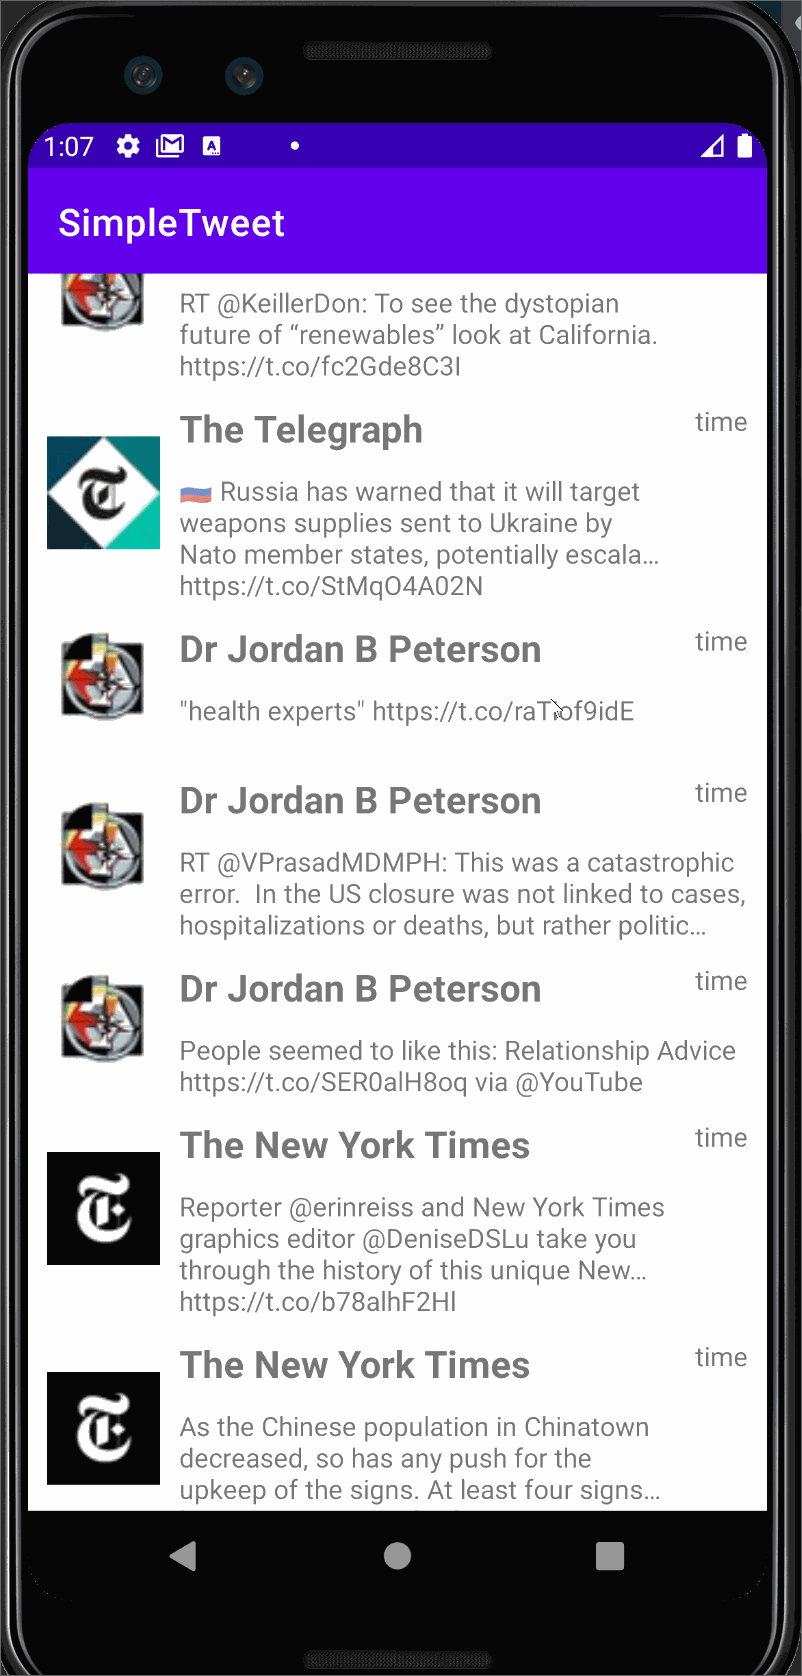 1:07
SimpleTweet
RT @KeillerDon: To see the dystopian
future of “renewables” look at California.
https://t.co/fc2Gde8C3I
The Telegraph
time
🇷🇺 Russia has warned that it will target
weapons supplies sent to Ukraine by
Nato member states, potentially escala…
https://t.co/StMqO4A02N
Dr Jordan B Peterson
time
"health experts" https://t.co/raTiof9idE
Dr Jordan B Peterson
time
RT @VPrasadMDMPH: This was a catastrophic
error.  In the US closure was not linked to cases,
hospitalizations or deaths, but rather politic…
Dr Jordan B Peterson
time
People seemed to like this: Relationship Advice
https://t.co/SER0alH8oq via @YouTube
The New York Times
time
Reporter @erinreiss and New York Times
graphics editor @DeniseDSLu take you
through the history of this unique New…
https://t.co/b78alhF2Hl
The New York Times
time
As the Chinese population in Chinatown
decreased, so has any push for the
upkeep of the signs. At least four signs…